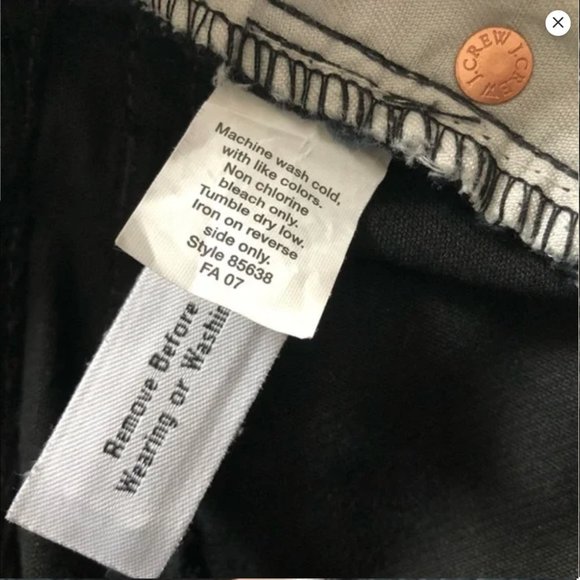 J.CREW J.CREW
Machine wash cold,
with like colors.
Non chlorine
bleach only.
Tumble dry low.
Iron on reverse
side only.
Style 85638
FA 07
Remove Before
Wearing or Washi